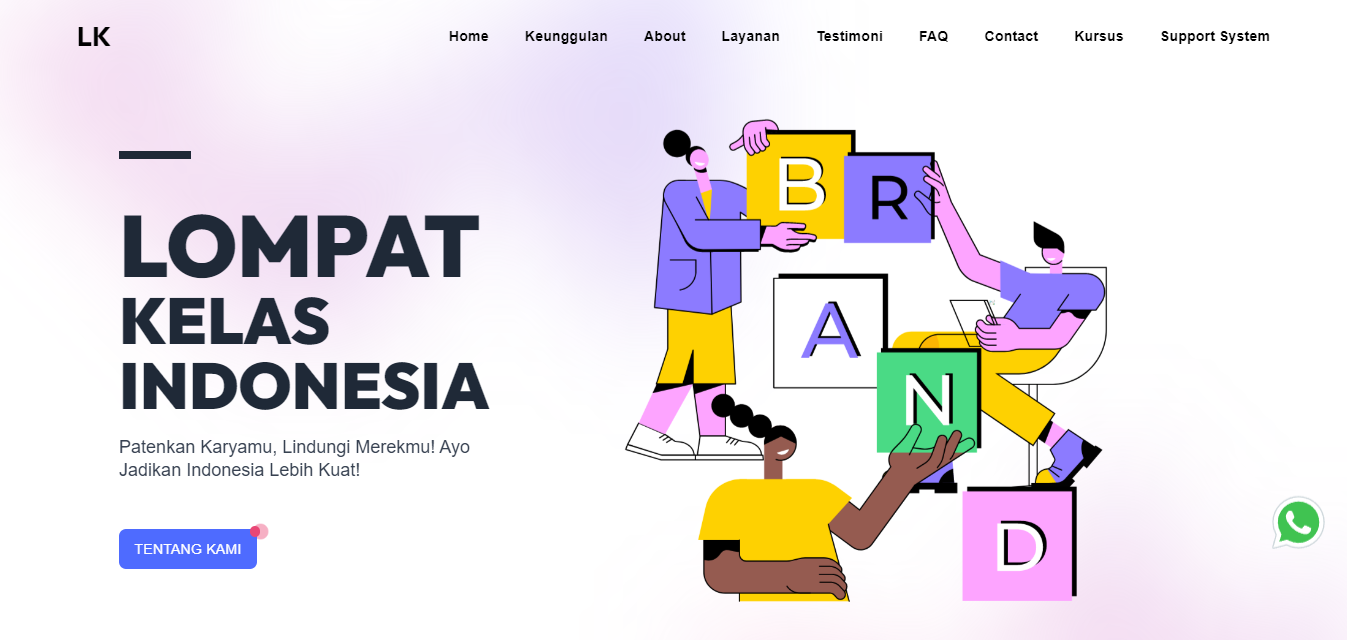 LK
Home Keunggulan About Layanan Testimoni FAQ Contact Kursus Support System
LOMPAT
KELAS
INDONESIA
Patenkan Karyamu, Lindungi Merekmu! Ayo
Jadikan Indonesia Lebih Kuat!
TENTANG KAMI
B R
A
N
D